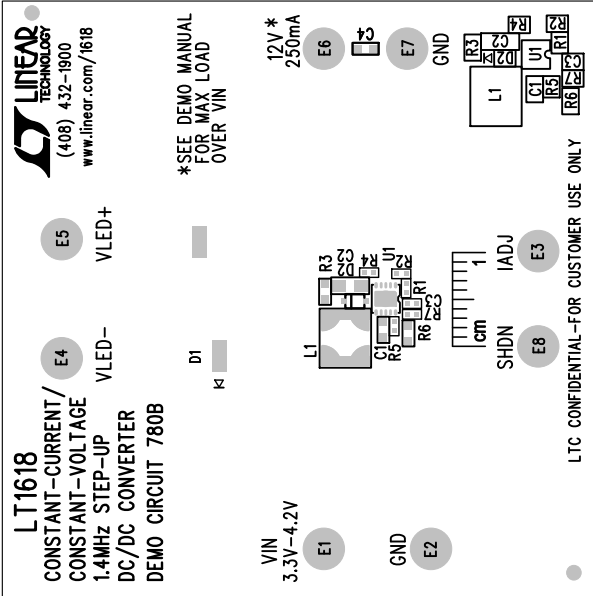 LT1618
CONSTANT-CURRENT/
CONSTANT-VOLTAGE
1.4MHz STEP-UP
DC/DC CONVERTER
DEMO CIRCUIT 780B
LINEAR
TECHNOLOGY
(408) 432-1900
www.linear.com/1618
E4
VLED-
E5
VLED+
D1
*SEE DEMO MANUAL
FOR MAX LOAD
OVER VIN
VIN
3.3V-4.2V
E1
GND
E2
12V *
250mA
E6
C4
E7
GND
L1
R3
D2
C2
R4
U1
R2
C1
R5
R6
R7
C3
R1
cm
1
SHDN
E8
IADJ
E3
L1
R3
D2
C2
R4
U1
R2
R1
C1
R5
R6
R7
C3
LTC CONFIDENTIAL-FOR CUSTOMER USE ONLY